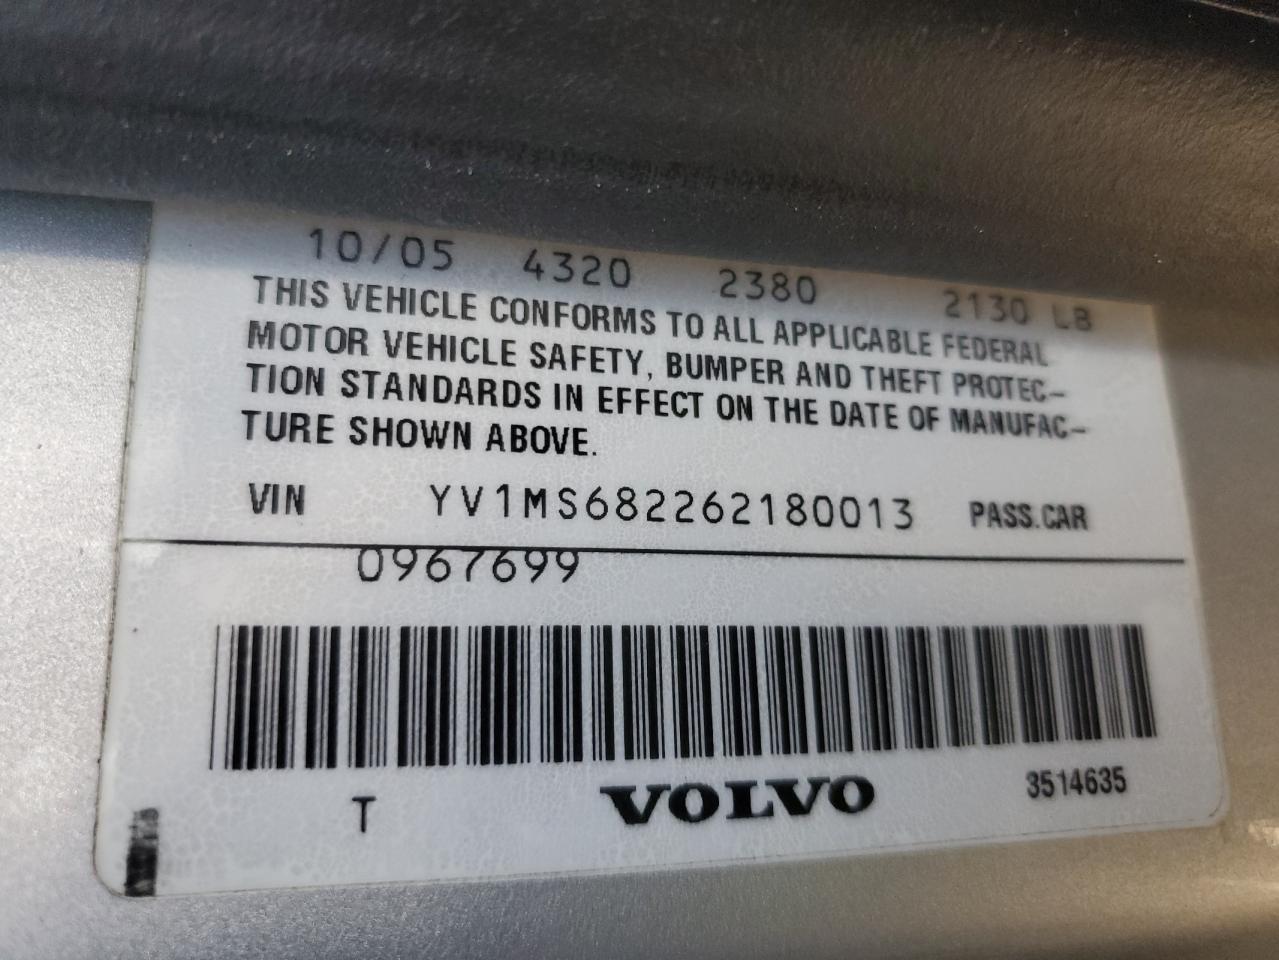 10/05 4320 2380 2130 LB
THIS VEHICLE CONFORMS TO ALL APPLICABLE FEDERAL
MOTOR VEHICLE SAFETY, BUMPER AND THEFT PROTEC-
TION STANDARDS IN EFFECT ON THE DATE OF MANUFAC-
TURE SHOWN ABOVE.
VIN YV1MS682262180013 PASS.CAR
0967699
T VOLVO 3514635